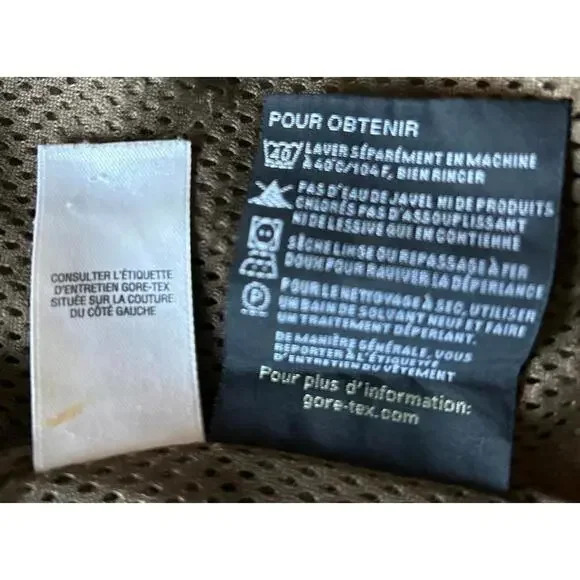 CONSULTER L'ÉTIQUETTE
D'ENTRETIEN GORE-TEX
SITUÉE SUR LA COUTURE
DU CÔTÉ GAUCHE
POUR OBTENIR
40
LAVER SÉPARÉMENT EN MACHINE
À 40°C/104F, BIEN RINCER
PAS D'EAU DE JAVEL NI DE PRODUITS
CHLORÉS PAS D'ASSOUPLISSANT
NI DE LESSIVE QUI EN CONTIENNE
SÈCHE LINGE OU REPASSAGE À FER
DOUX POUR RAVIVER LA DÉPERLANCE
P
POUR LE NETTOYAGE À SEC, UTILISER
UN BAIN DE SOLVANT NEUF ET FAIRE
UN TRAITEMENT DÉPERLANT.
DE MANIÈRE GÉNÉRALE, VOUS
REPORTER À L'ÉTIQUETTE
D'ENTRETIEN DU VÊTEMENT
Pour plus d'information:
gore-tex.com